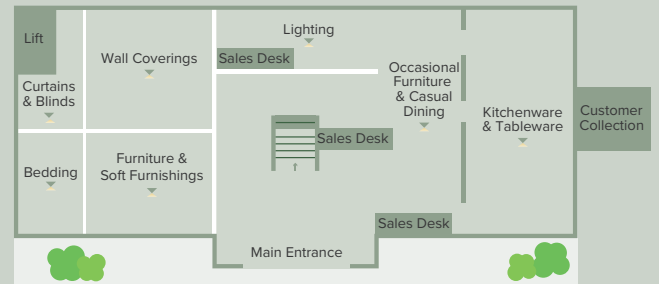 Lift
Lighting
Wall Coverings
Sales Desk
Occasional
Furniture
& Casual
Dining
Curtains
& Blinds
Kitchenware
& Tableware
Customer
Collection
Sales Desk
Bedding
Furniture &
Soft Furnishings
Sales Desk
Main Entrance